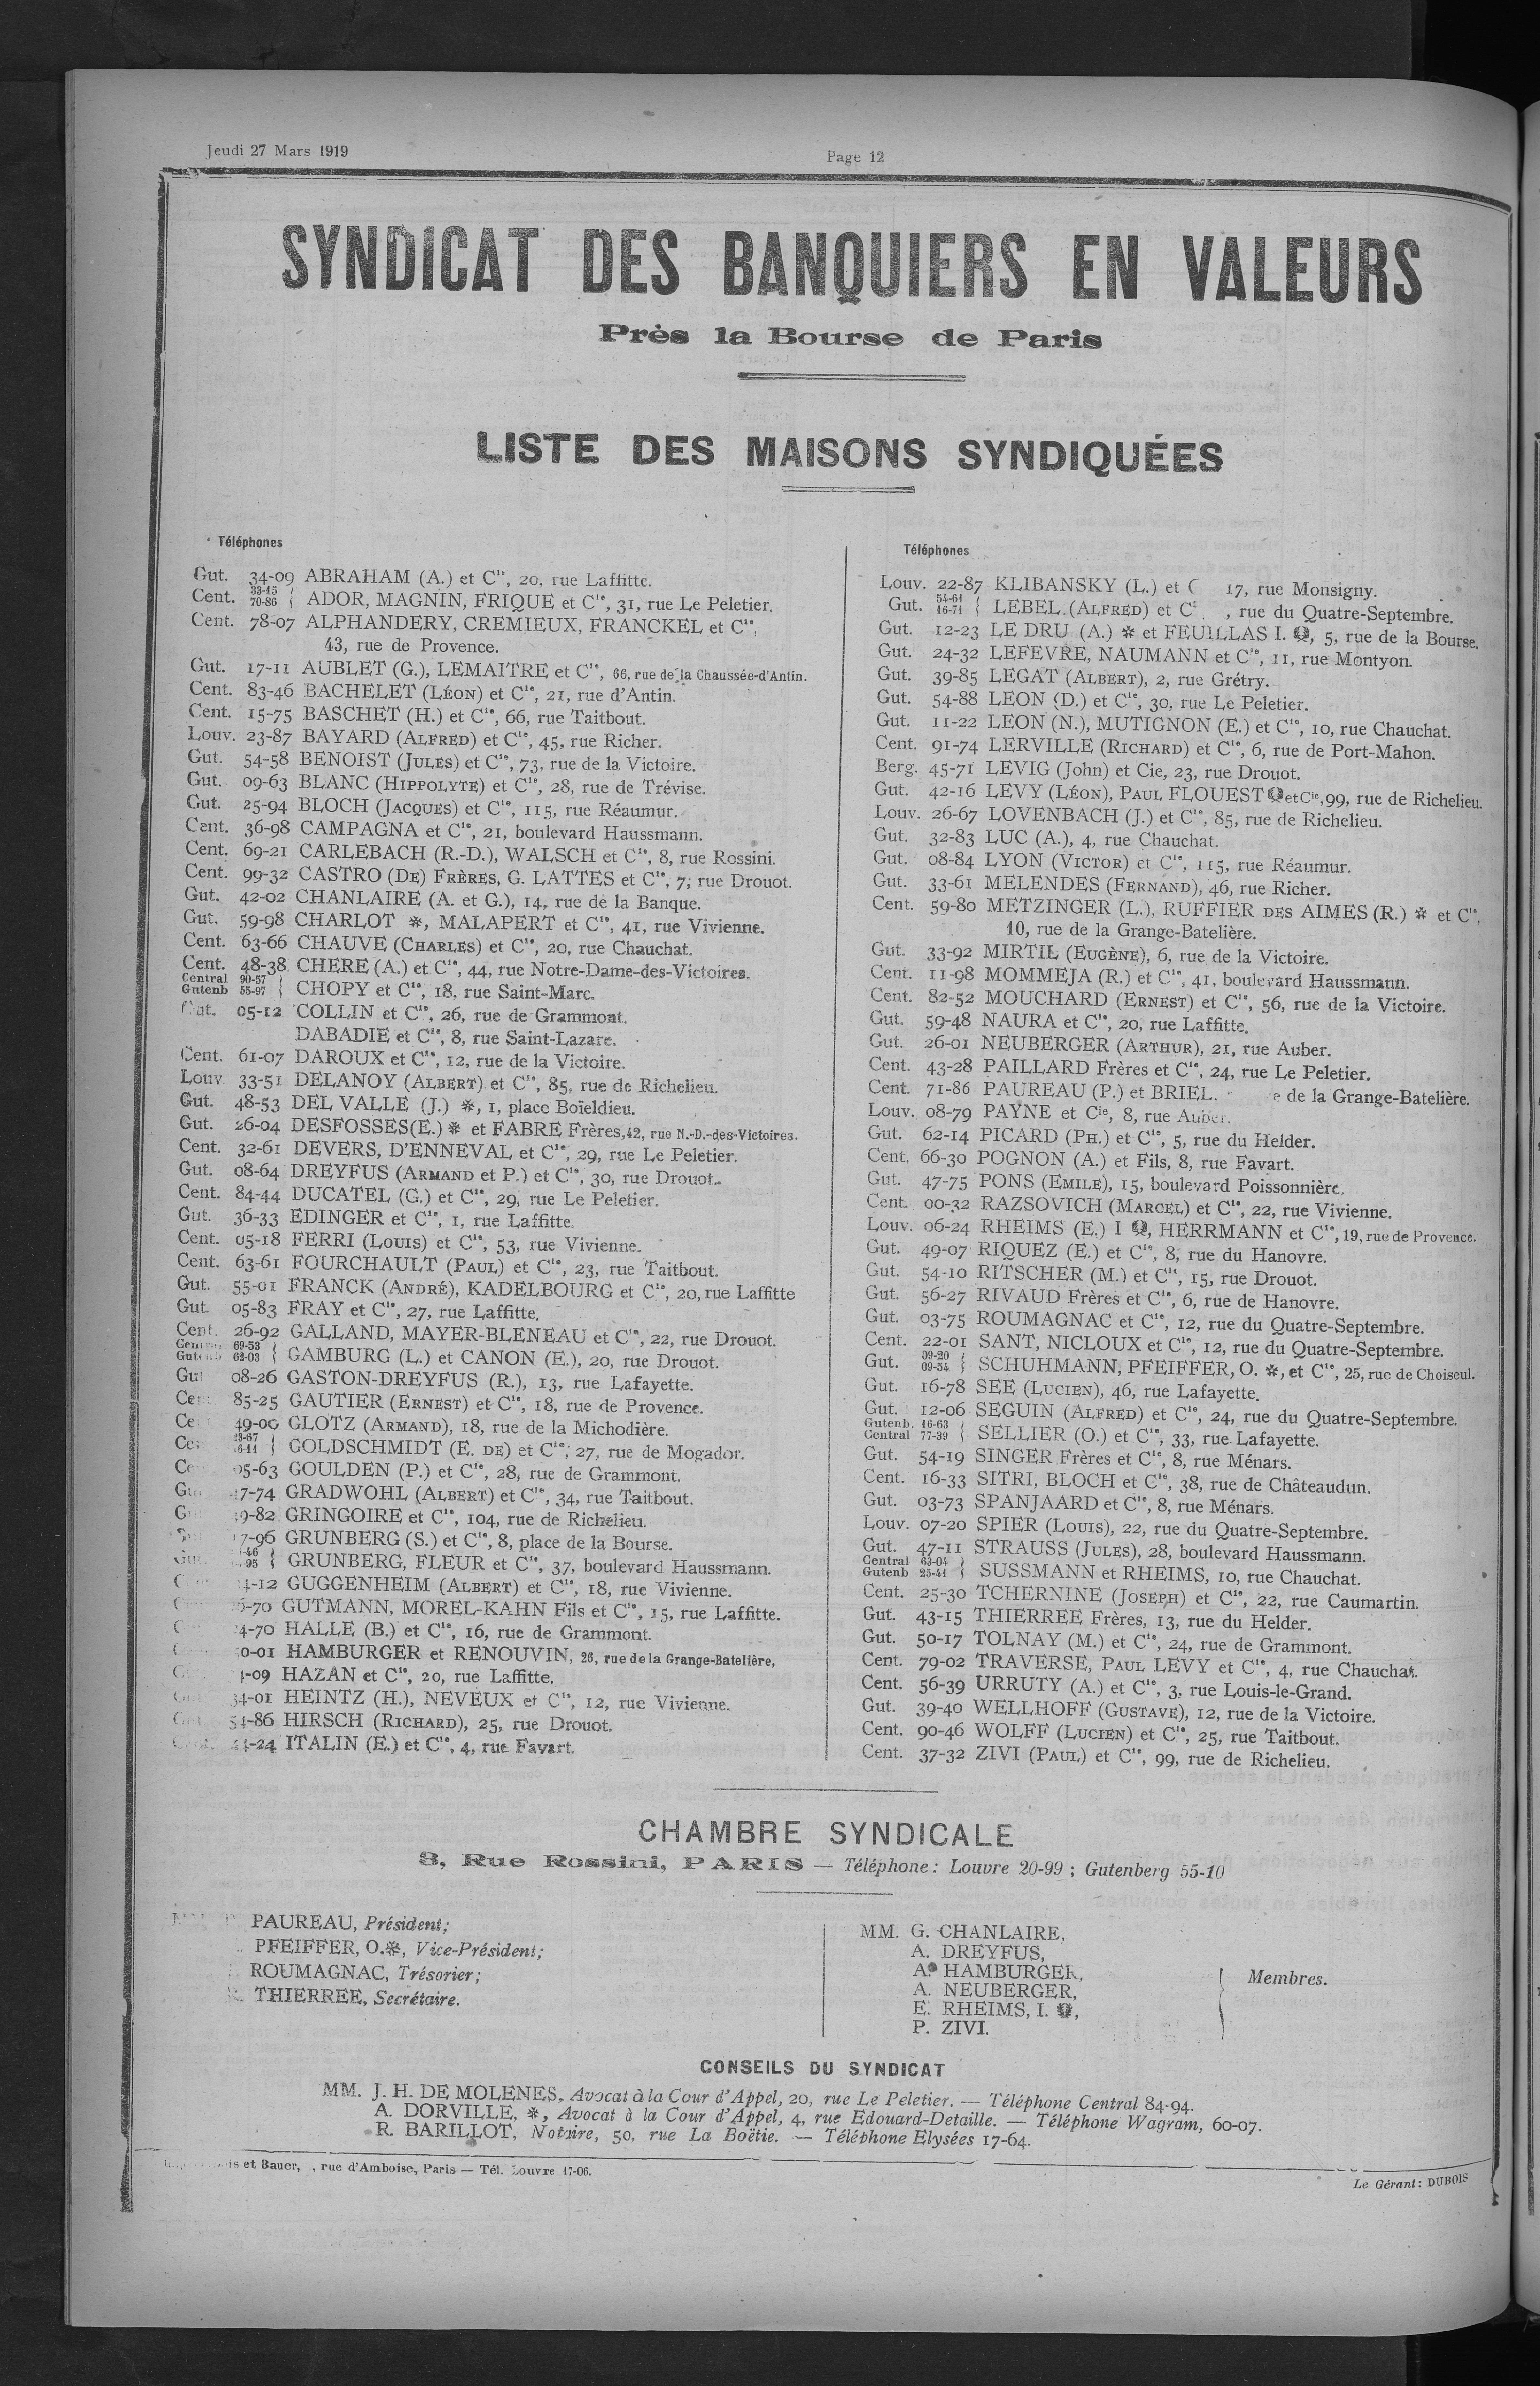 Jeudi 27 Mars 1919
Page 12
SYNDICAT DES BANQUIERS EN VALEURS
Près la Bourse de Paris
LISTE DES MAISONS SYNDIQUÉES
Téléphones
Gut. 34-09 ABRAHAM (A.) et Cie, 20, rue Laffitte.
Cent. 33-15 70-86 { ADOR, MAGNIN, FRIQUE et Cie, 31, rue Le Peletier.
Cent. 78-07 ALPHANDERY, CREMIEUX, FRANCKEL et Cie,
43, rue de Provence.
Gut. 17-11 AUBLET (G.), LEMAITRE et Cie, 66, rue de la Chaussée-d'Antin.
Cent. 83-46 BACHELET (LÉON) et Cie, 21, rue d'Antin.
Cent. 15-75 BASCHET (H.) et Cie, 66, rue Taitbout.
Louv. 23-87 BAYARD (ALFRED) et Cie, 45, rue Richer.
Gut. 54-58 BENOIST (JULES) et Cie, 73, rue de la Victoire.
Gut. 09-63 BLANC (HIPPOLYTE) et Cie, 28, rue de Trévise.
Gut. 25-94 BLOCH (JACQUES) et Cie, 115, rue Réaumur.
Cent. 36-98 CAMPAGNA et Cie, 21, boulevard Haussmann.
Cent. 69-21 CARLEBACH (R.-D.), WALSCH et Cie, 8, rue Rossini.
Cent. 99-32 CASTRO (DE) FRÈRES, G. LATTES et Cie, 7, rue Drouot.
Gut. 42-02 CHANLAIRE (A. et G.), 14, rue de la Banque.
Gut. 59-98 CHARLOT ✻, MALAPERT et Cie, 41, rue Vivienne.
Cent. 63-66 CHAUVE (CHARLES) et Cie, 20, rue Chauchat.
Cent. 48-38 CHERE (A.) et Cie, 44, rue Notre-Dame-des-Victoires.
Central 90-57 Gutenb 55-97 { CHOPY et Cie, 18, rue Saint-Marc.
Gut. 05-12 COLLIN et Cie, 26, rue de Grammont.
DABADIE et Cie, 8, rue Saint-Lazare.
Cent. 61-07 DAROUX et Cie, 12, rue de la Victoire.
Louv. 33-51 DELANOY (ALBERT) et Cie, 85, rue de Richelieu.
Gut. 48-53 DEL VALLE (J.) ✻, 1, place Boïeldieu.
Gut. 26-04 DESFOSSES (E.) ✻ et FABRE Frères, 42, rue N.-D.-des-Victoires.
Cent. 32-61 DEVERS, D'ENNEVAL et Cie, 29, rue Le Peletier.
Gut. 08-64 DREYFUS (ARMAND et P.) et Cie, 30, rue Drouot.
Cent. 84-44 DUCATEL (G.) et Cie, 29, rue Le Peletier.
Gut. 36-33 EDINGER et Cie, 1, rue Laffitte.
Cent. 05-18 FERRI (LOUIS) et Cie, 53, rue Vivienne.
Cent. 63-61 FOURCHAULT (PAUL) et Cie, 23, rue Taitbout.
Gut. 55-01 FRANCK (ANDRÉ), KADELBOURG et Cie, 20, rue Laffitte
Gut. 05-83 FRAY et Cie, 27, rue Laffitte.
Cent. 26-92 GALLAND, MAYER-BLENEAU et Cie, 22, rue Drouot.
69-53 Gutenb 62-03 { GAMBURG (L.) et CANON (E.), 20, rue Drouot.
Gut 08-26 GASTON-DREYFUS (R.), 13, rue Lafayette.
Cent. 85-25 GAUTIER (ERNEST) et Cie, 18, rue de Provence.
49-00 GLOTZ (ARMAND), 18, rue de la Michodière.
GOLDSCHMIDT (E. DE) et Cie, 27, rue de Mogador.
05-63 GOULDEN (P.) et Cie, 28, rue de Grammont.
7-74 GRADWOHL (ALBERT) et Cie, 34, rue Taitbout.
9-82 GRINGOIRE et Cie, 104, rue de Richelieu.
7-96 GRUNBERG (S.) et Cie, 8, place de la Bourse.
GRUNBERG, FLEUR et Cie, 37, boulevard Haussmann.
4-12 GUGGENHEIM (ALBERT) et Cie, 18, rue Vivienne.
-70 GUTMANN, MOREL-KAHN Fils et Cie, 15, rue Laffitte.
4-70 HALLE (B.) et Cie, 16, rue de Grammont.
0-01 HAMBURGER et RENOUVIN, 26, rue de la Grange-Batelière,
-09 HAZAN et Cie, 20, rue Laffitte.
34-01 HEINTZ (H.), NEVEUX et Cie, 12, rue Vivienne.
54-86 HIRSCH (RICHARD), 25, rue Drouot.
-24 ITALIN (E.) et Cie, 4, rue Favart.
Téléphones
Louv. 22-87 KLIBANSKY (L.) et 17, rue Monsigny.
Gut. 54-61 16-71 { LEBEL (ALFRED) et , rue du Quatre-Septembre.
Gut. 12-23 LE DRU (A.) ✻ et FEUILLAS I. , 5, rue de la Bourse.
Gut. 24-32 LEFEVRE, NAUMANN et Cie, 11, rue Montyon.
Gut. 39-85 LEGAT (ALBERT), 2, rue Grétry.
Gut. 54-88 LEON (D.) et Cie, 30, rue Le Peletier.
Gut. 11-22 LEON (N.), MUTIGNON (E.) et Cie, 10, rue Chauchat.
Cent. 91-74 LERVILLE (RICHARD) et Cie, 6, rue de Port-Mahon.
Berg. 45-71 LEVIG (John) et Cie, 23, rue Drouot.
Gut. 42-16 LEVY (LÉON), PAUL FLOUEST et Cie, 99, rue de Richelieu.
Louv. 26-67 LOVENBACH (J.) et Cie, 85, rue de Richelieu.
Gut. 32-83 LUC (A.), 4, rue Chauchat.
Gut. 08-84 LYON (VICTOR) et Cie, 115, rue Réaumur.
Gut. 33-61 MELENDES (FERNAND), 46, rue Richer.
Cent. 59-80 METZINGER (L.), RUFFIER DES AIMES (R.) ✻ et Cie,
10, rue de la Grange-Batelière.
Gut. 33-92 MIRTIL (EUGÈNE), 6, rue de la Victoire.
Cent. 11-98 MOMMEJA (R.) et Cie, 41, boulevard Haussmann.
Cent. 82-52 MOUCHARD (ERNEST) et Cie, 56, rue de la Victoire.
Gut. 59-48 NAURA et Cie, 20, rue Laffitte.
Gut. 26-01 NEUBERGER (ARTHUR), 21, rue Auber.
Cent. 43-28 PAILLARD Frères et Cie, 24, rue Le Peletier.
Cent. 71-86 PAUREAU (P.) et BRIEL. de la Grange-Batelière.
Louv. 08-79 PAYNE et Cie, 8, rue Auber.
Gut. 62-14 PICARD (PH.) et Cie, 5, rue du Helder.
Cent. 66-30 POGNON (A.) et Fils, 8, rue Favart.
Gut. 47-75 PONS (EMILE), 15, boulevard Poissonnière.
Cent. 00-32 RAZSOVICH (MARCEL) et Cie, 22, rue Vivienne.
Louv. 06-24 RHEIMS (E.) I , HERRMANN et Cie, 19, rue de Provence.
Gut. 49-07 RIQUEZ (E.) et Cie, 8, rue du Hanovre.
Gut. 54-10 RITSCHER (M.) et Cie, 15, rue Drouot.
Gut. 56-27 RIVAUD Frères et Cie, 6, rue de Hanovre.
Gut. 03-75 ROUMAGNAC et Cie, 12, rue du Quatre-Septembre.
Cent. 22-01 SANT, NICLOUX et Cie, 12, rue du Quatre-Septembre.
Gut. 09-20 09-54 { SCHUHMANN, PFEIFFER, O. ✻, et Cie, 25, rue de Choiseul.
Gut. 16-78 SEE (LUCIEN), 46, rue Lafayette.
Gut. 12-06 SEGUIN (ALFRED) et Cie, 24, rue du Quatre-Septembre.
Gutenb. 16-63 Central 77-39 { SELLIER (O.) et Cie, 33, rue Lafayette.
Gut. 54-19 SINGER Frères et Cie, 8, rue Ménars.
Cent. 16-33 SITRI, BLOCH et Cie, 38, rue de Châteaudun.
Gut. 03-73 SPANJAARD et Cie, 8, rue Ménars.
Louv. 07-20 SPIER (LOUIS), 22, rue du Quatre-Septembre.
Gut. 47-11 STRAUSS (JULES), 28, boulevard Haussmann.
Central 63-04 Gutenb 25-41 { SUSSMANN et RHEIMS, 10, rue Chauchat.
Cent. 25-30 TCHERNINE (JOSEPH) et Cie, 22, rue Caumartin.
Gut. 43-15 THIERREE Frères, 13, rue du Helder.
Gut. 50-17 TOLNAY (M.) et Cie, 24, rue de Grammont.
Cent. 79-02 TRAVERSE, PAUL LEVY et Cie, 4, rue Chauchat.
Cent. 56-39 URRUTY (A.) et Cie, 3, rue Louis-le-Grand.
Gut. 39-40 WELLHOFF (GUSTAVE), 12, rue de la Victoire.
Cent. 90-46 WOLFF (LUCIEN) et Cie, 25, rue Taitbout.
Cent. 37-32 ZIVI (PAUL) et Cie, 99, rue de Richelieu.
CHAMBRE SYNDICALE
8, Rue Rossini, PARIS — Téléphone : Louvre 20-99 ; Gutenberg 55-10
PAUREAU, Président;
PFEIFFER, O. ✻, Vice-Président;
ROUMAGNAC, Trésorier;
THIERREE, Secrétaire.
MM. G. CHANLAIRE,
A. DREYFUS,
A. HAMBURGER,
A. NEUBERGER,
E. RHEIMS, I. ,
P. ZIVI.
Membres.
CONSEILS DU SYNDICAT
MM. J. H. DE MOLENES, Avocat à la Cour d'Appel, 20, rue Le Peletier. — Téléphone Central 84-94.
A. DORVILLE, ✻, Avocat à la Cour d'Appel, 4, rue Edouard-Detaille. — Téléphone Wagram, 60-07.
R. BARILLOT, Notaire, 50, rue La Boëtie. — Téléphone Elysées 17-64.
et Bauer, , rue d'Amboise, Paris — Tél. Louvre 17-06.
Le Gérant : DUBOIS